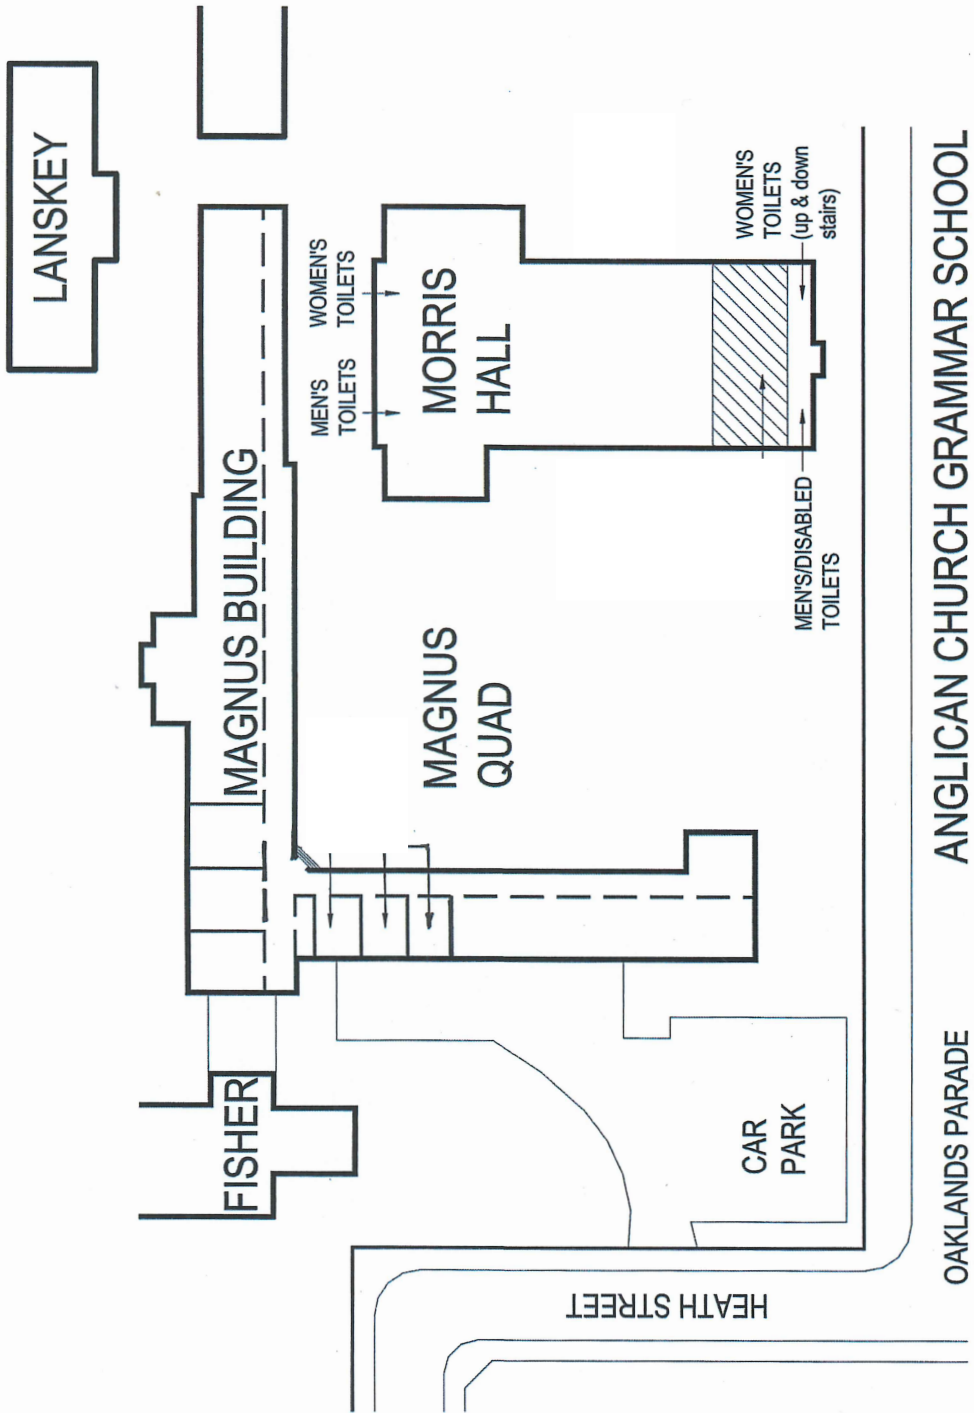 LANSKEY
MAGNUS BUILDING
FISHER
MEN'S
TOILETS
WOMEN'S
TOILETS
MORRIS
HALL
MAGNUS
QUAD
WOMEN'S
TOILETS
(up & down
stairs)
MEN'S/DISABLED
TOILETS
CAR
PARK
HEATH STREET
OAKLANDS PARADE
ANGLICAN CHURCH GRAMMAR SCHOOL